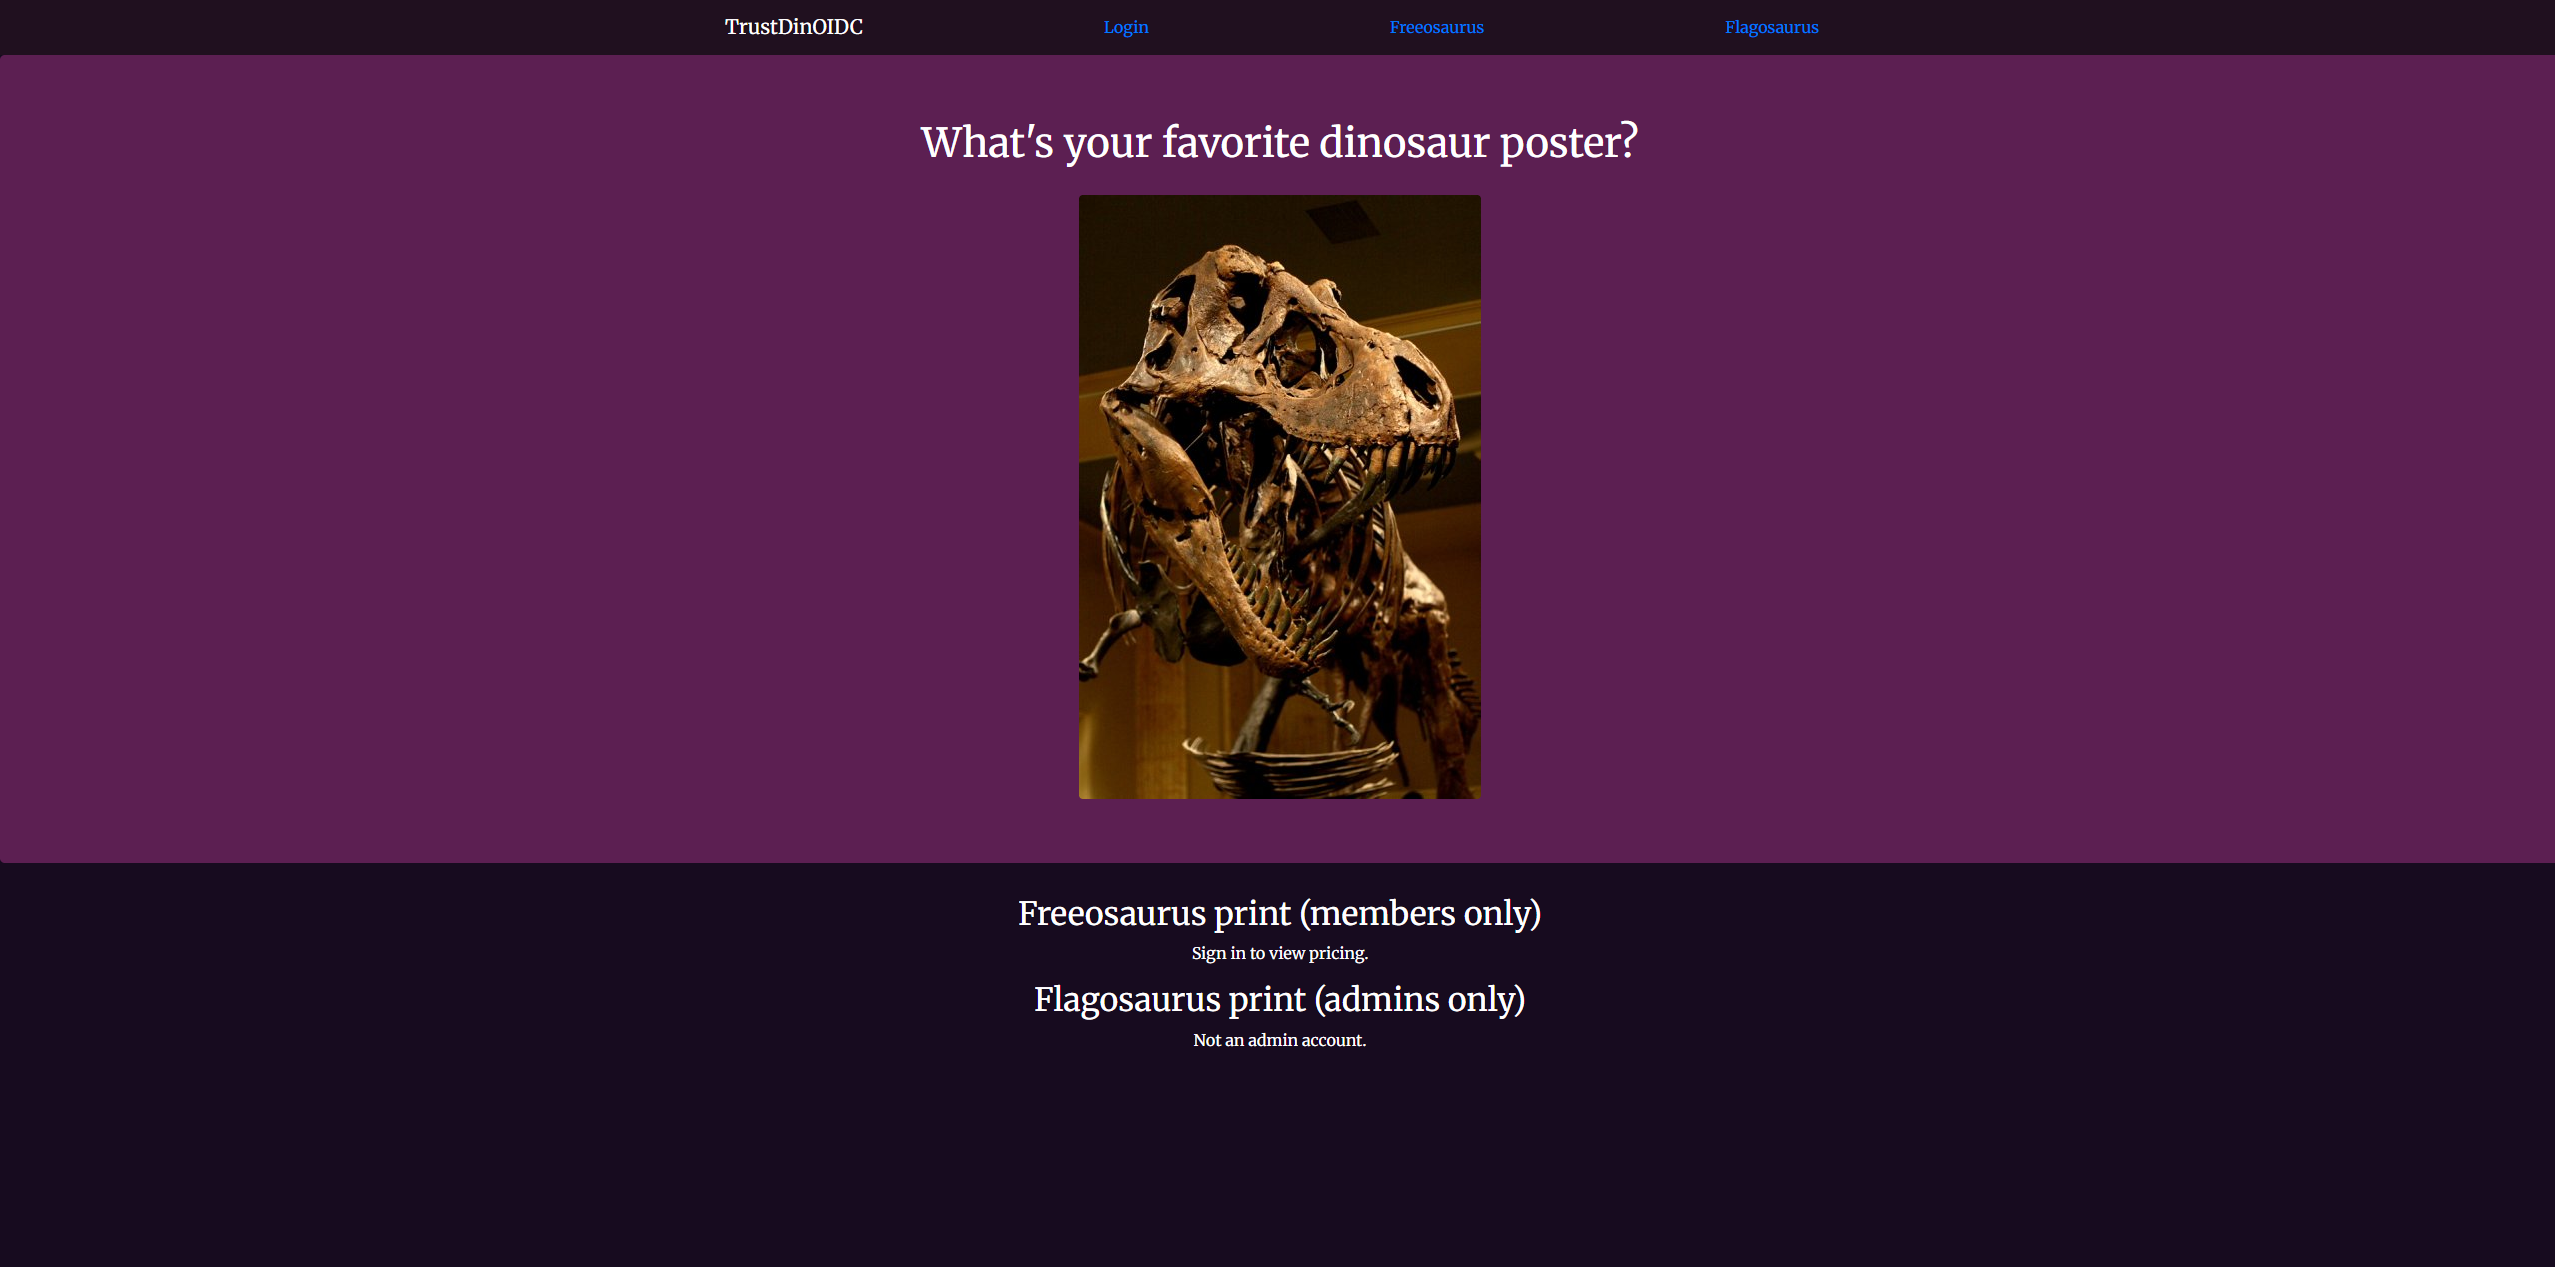 TrustDinOIDC Login Freeosaurus Flagosaurus
What's your favorite dinosaur poster?
Freeosaurus print (members only)
Sign in to view pricing.
Flagosaurus print (admins only)
Not an admin account.